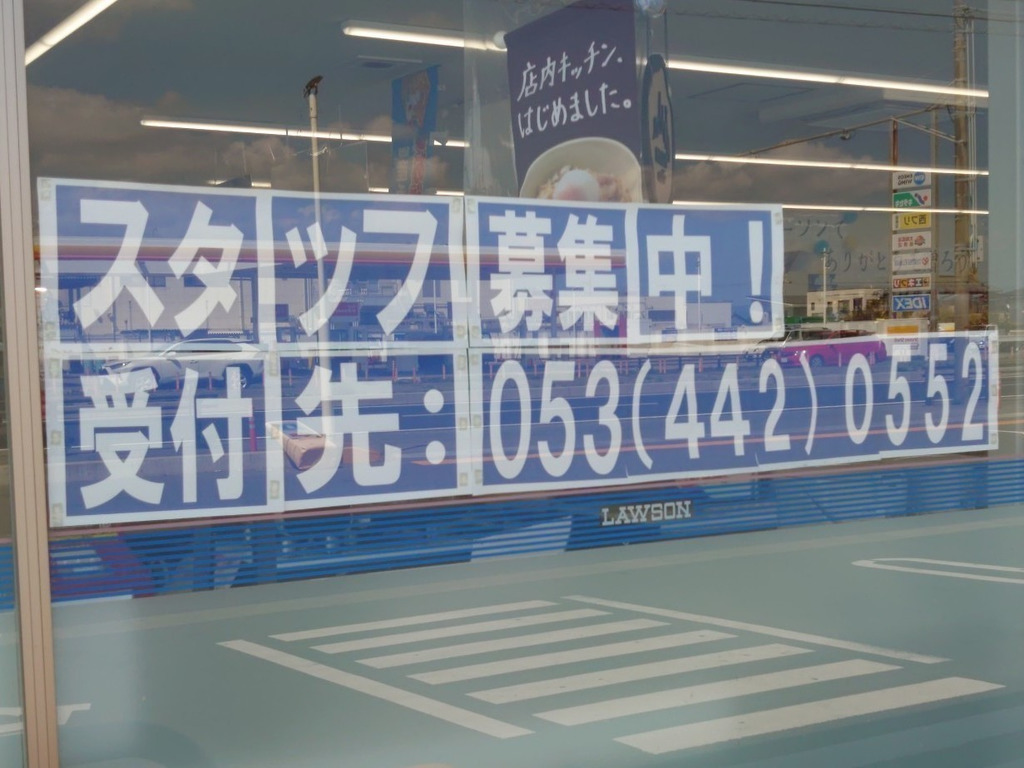 店内キッチン、
はじめました。
スタッフ募集中！
受付先：053(442)0552
LAWSON
IDEX